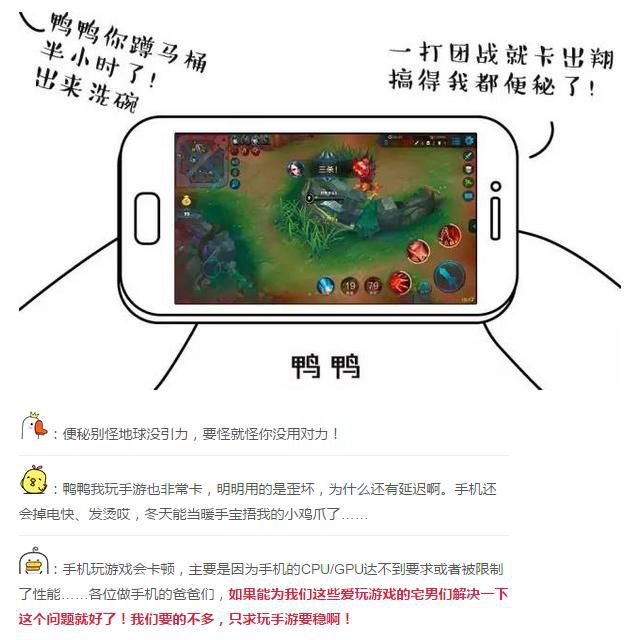 鸭鸭你蹲马桶
半小时了！
出来洗碗
一打团战就卡出翔
搞得我都便秘了！
三杀！
19
79
鸭鸭
：便秘别怪地球没引力，要怪就怪你没用对力！
：鸭鸭我玩手游也非常卡，明明用的是歪坏，为什么还有延迟啊。手机还
会掉电快、发烫哎，冬天能当暖手宝捂我的小鸡爪了……
：手机玩游戏会卡顿，主要是因为手机的CPU/GPU达不到要求或者被限制
了性能……各位做手机的爸爸们，如果能为我们这些爱玩游戏的宅男们解决一下
这个问题就好了！我们要的不多，只求玩手游要稳啊！